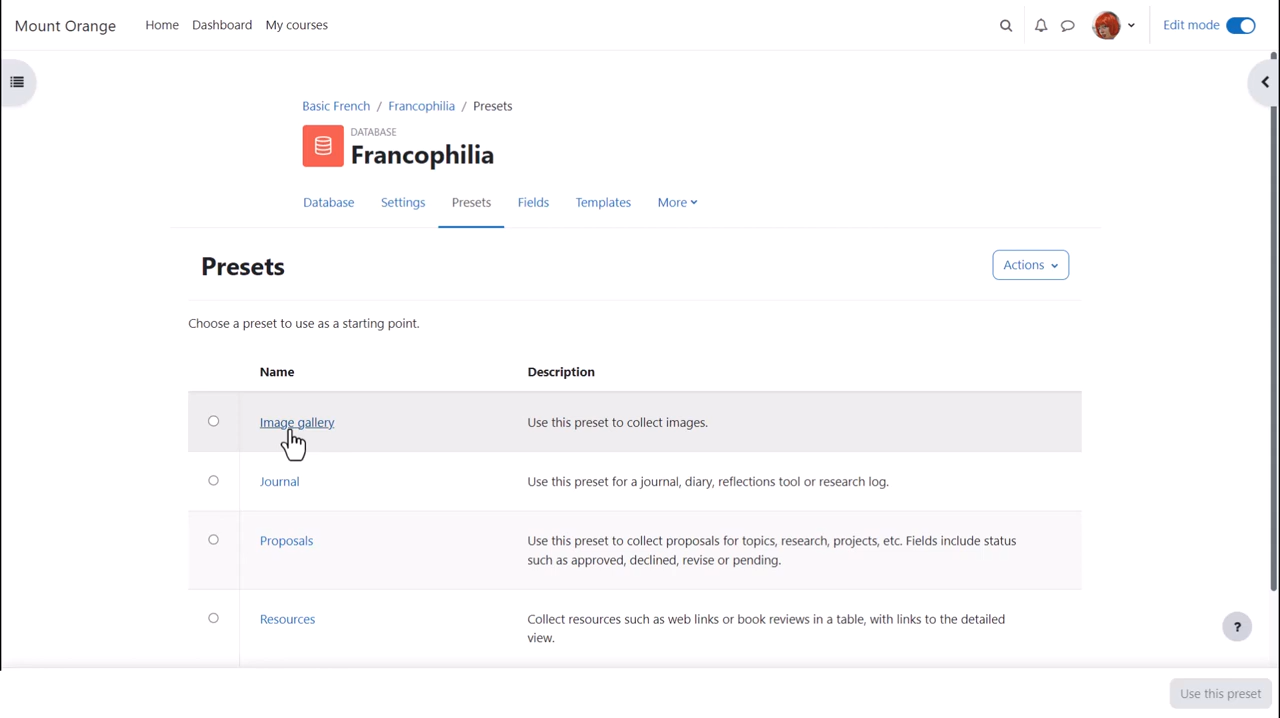 Mount Orange
Home
Dashboard
My courses
Edit mode
Basic French / Francophilia / Presets
DATABASE
Francophilia
Database
Settings
Presets
Fields
Templates
More
Presets
Actions
Choose a preset to use as a starting point.
Name
Description
Image gallery
Use this preset to collect images.
Journal
Use this preset for a journal, diary, reflections tool or research log.
Proposals
Use this preset to collect proposals for topics, research, projects, etc. Fields include status
such as approved, declined, revise or pending.
Resources
Collect resources such as web links or book reviews in a table, with links to the detailed
view.
?
Use this preset